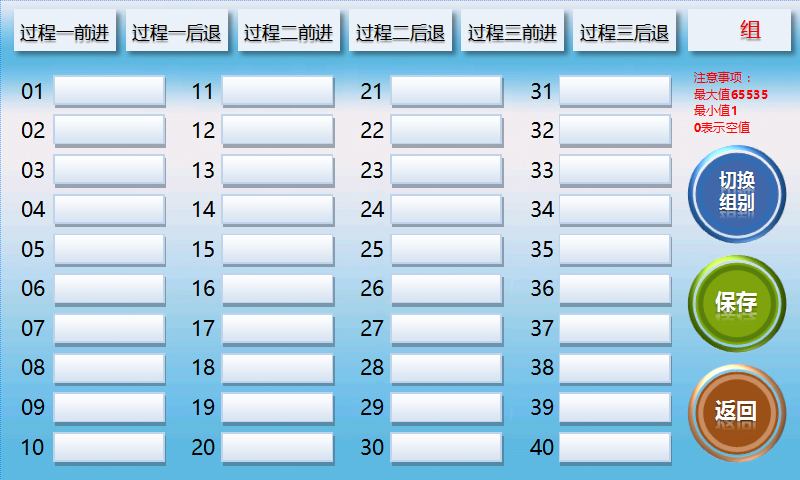 过程一前进 过程一后退 过程二前进 过程二后退 过程三前进 过程三后退 组
注意事项：
最大值65535
最小值1
0表示空值
01 11 21 31
02 12 22 32
03 13 23 33
04 14 24 34
05 15 25 35
06 16 26 36
07 17 27 37
08 18 28 38
09 19 29 39
10 20 30 40
切换
组别
保存
返回